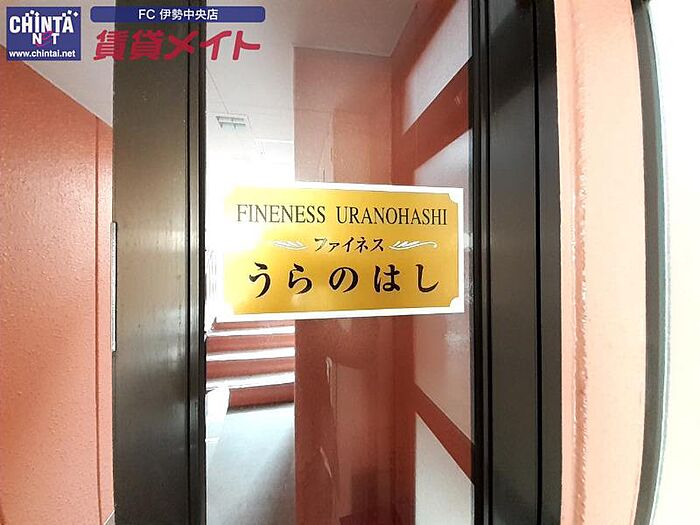 CHINTAI
NET
www.chintai.net
FC 伊勢中央店
賃貸メイト
FINENESS URANOHASHI
ファイネス
うらのはし